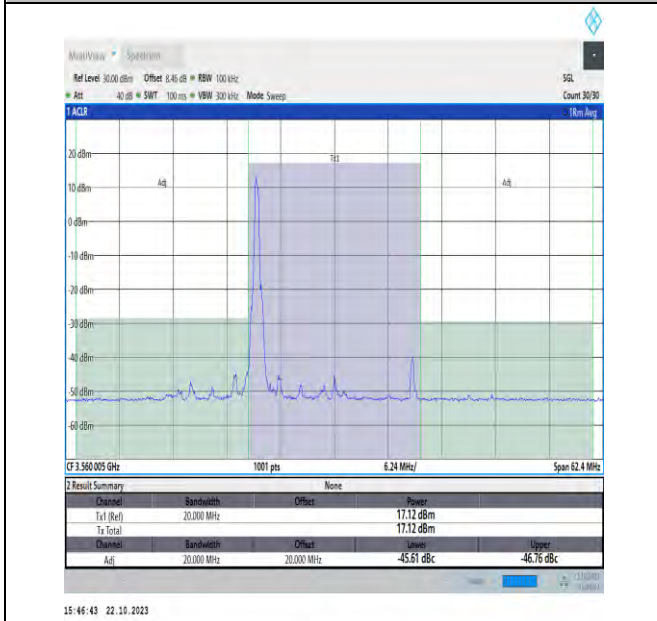 MultiView Spectrum
Ref Level 30.00 dBm Offset 8.46 dB RBW 100 kHz SGL
Att 40 dB SWT 100 ms VBW 300 kHz Mode Sweep Count 30/30
1 ACLR 1Rm Avg
Tx1
20 dBm
Adj Adj
10 dBm
0 dBm
-10 dBm
-20 dBm
-30 dBm
-40 dBm
-50 dBm
-60 dBm
CF 3.560 005 GHz 1001 pts 6.24 MHz/ Span 62.4 MHz
2 Result Summary None
Channel Bandwidth Offset Power
Tx1 (Ref) 20.000 MHz 17.12 dBm
Tx Total 17.12 dBm
Channel Bandwidth Offset Lower Upper
Adj 20.000 MHz 20.000 MHz -45.61 dBc -46.76 dBc
15:46:43 22.10.2023